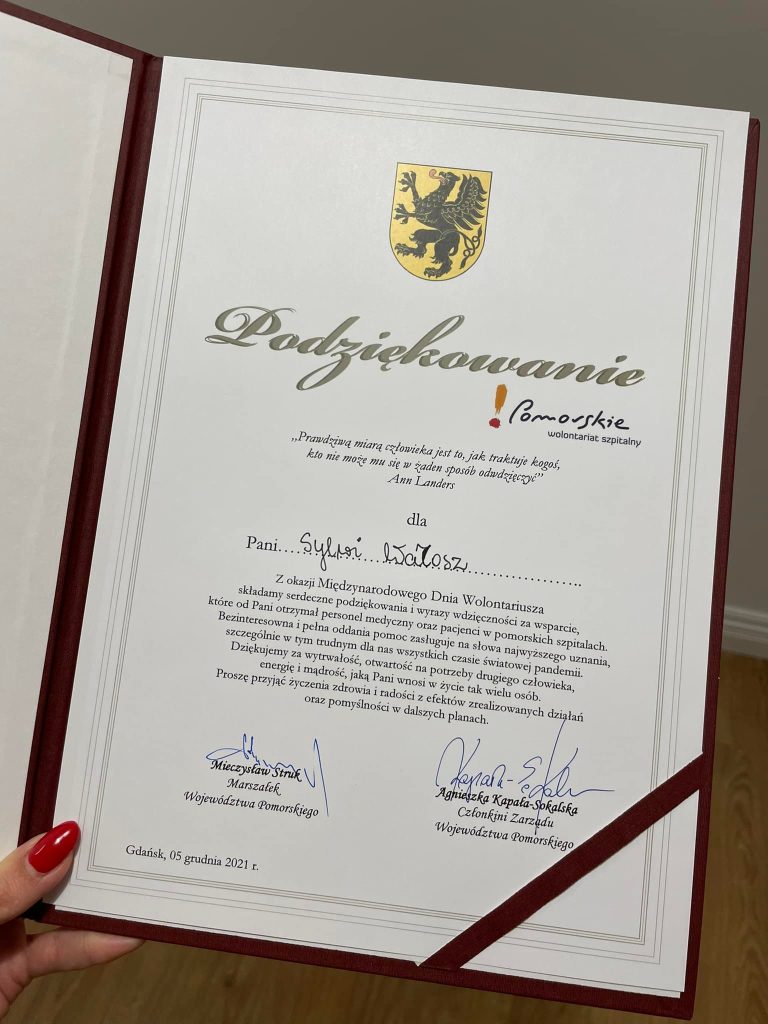 Podziękowanie
Pomorskie
wolontariat szpitalny
„Prawdziwą miarą człowieka jest to, jak traktuje kogoś,
kto nie może mu się w żaden sposób odwdzięczyć”
Ann Landers
dla
Pani....Sylwi Wałosz.....................
Z okazji Międzynarodowego Dnia Wolontariusza
składamy serdeczne podziękowania i wyrazy wdzięczności za wsparcie,
które od Pani otrzymał personel medyczny oraz pacjenci w pomorskich szpitalach.
Bezinteresowna i pełna oddania pomoc zasługuje na słowa najwyższego uznania,
szczególnie w tym trudnym dla nas wszystkich czasie światowej pandemii.
Dziękujemy za wytrwałość, otwartość na potrzeby drugiego człowieka,
energię i mądrość, jaką Pani wnosi w życie tak wielu osób.
Proszę przyjąć życzenia zdrowia i radości z efektów zrealizowanych działań
oraz pomyślności w dalszych planach.
Mieczysław Struk
Marszałek
Województwa Pomorskiego
Agnieszka Kapała-Sokalska
Członkini Zarządu
Województwa Pomorskiego
Gdańsk, 05 grudnia 2021 r.